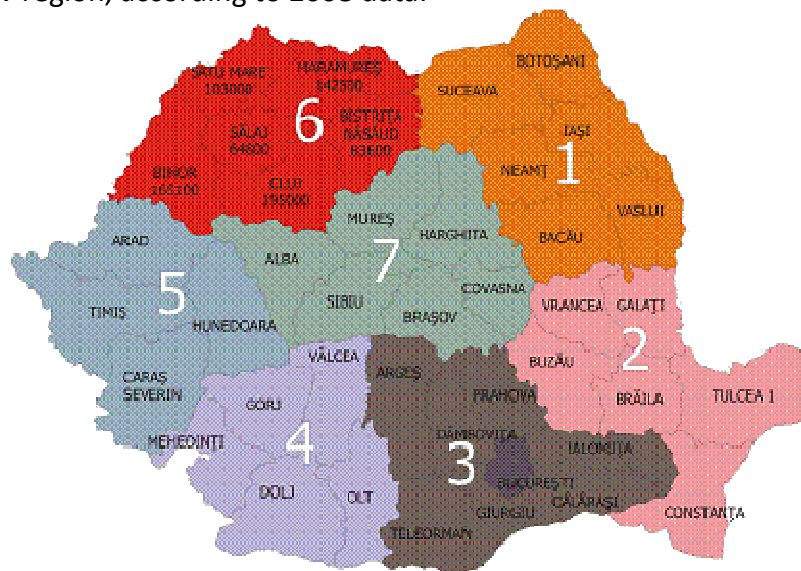 region, according to 2008 data.
SATU MARE
103000
MARAMUREȘ
SĂLAJ
64800
BISTRIȚA
NĂSĂUD
83600
BIHOR
CLUJ
195000
6
BOTOȘANI
SUCEAVA
IAȘI
NEAMȚ
1
VASLUI
BACĂU
MUREȘ
HARGHITA
ALBA
7
COVASNA
SIBIU
BRAȘOV
ARAD
5
TIMIȘ
HUNEDOARA
CARAȘ
SEVERIN
VRANCEA
GALAȚI
2
BUZĂU
BRĂILA
TULCEA 1
CONSTANȚA
VÂLCEA
GORJ
MEHEDINȚI
4
DOLJ
OLT
ARGEȘ
PRAHOVA
DÂMBOVIȚA
IALOMIȚA
3
BUCUREȘTI
CĂLĂRAȘI
GIURGIU
TELEORMAN